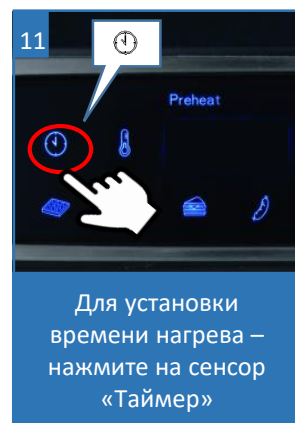 11
Preheat
Для установки
времени нагрева –
нажмите на сенсор
«Таймер»